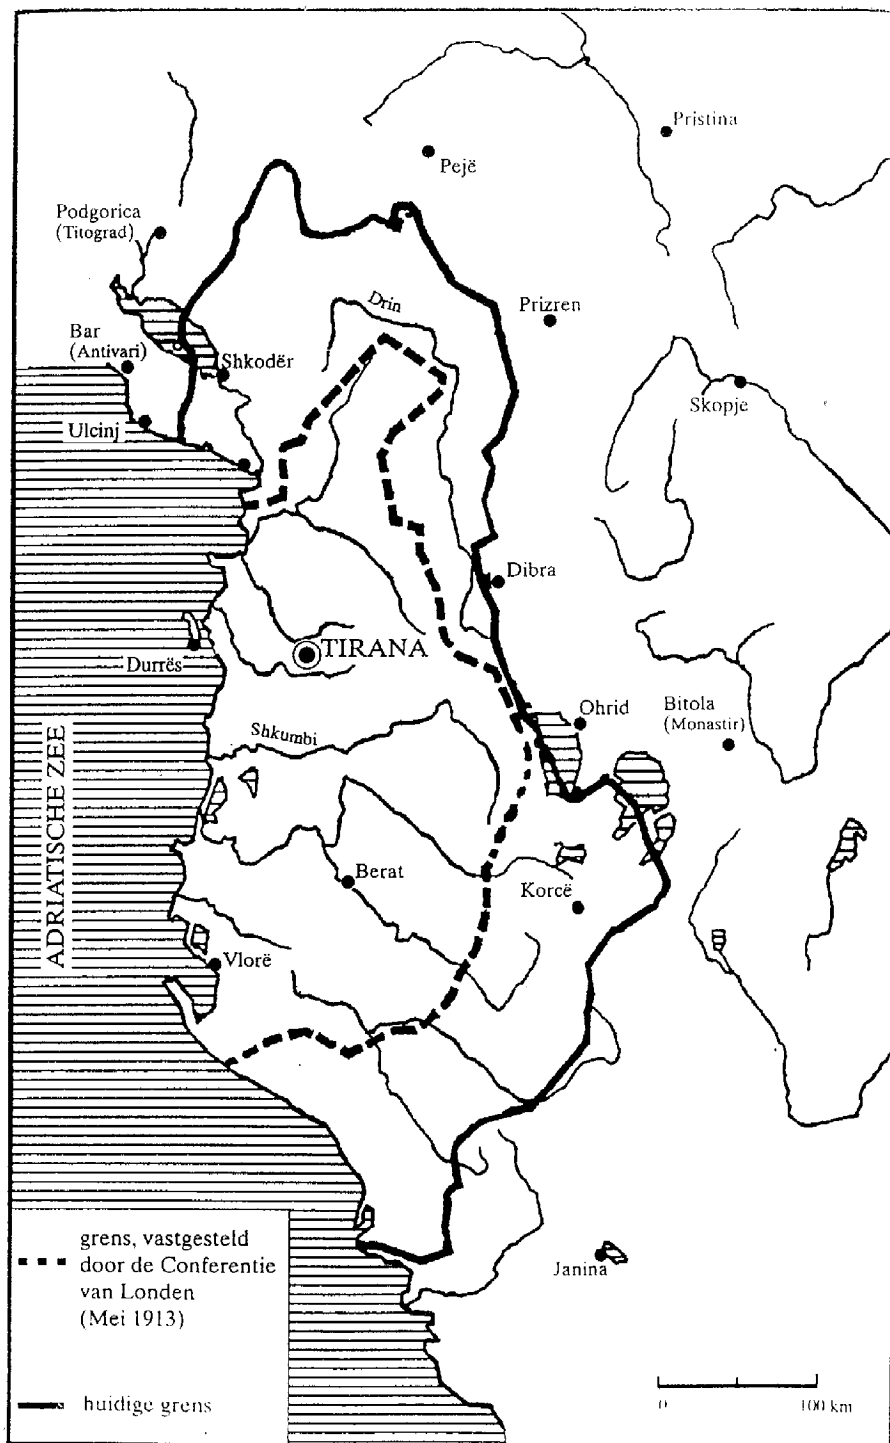 Pristina
Pejë
Podgorica
(Titograd)
Drin
Prizren
Bar
(Antivari)
Shkodër
Skopje
Ulcinj
Dibra
TIRANA
Durrës
Ohrid
Bitola
(Monastir)
Shkumbi
ADRIATISCHE ZEE
Berat
Korcë
Vlorë
grens, vastgesteld
door de Conferentie
van Londen
(Mei 1913)
Janina
huidige grens
0 100 km